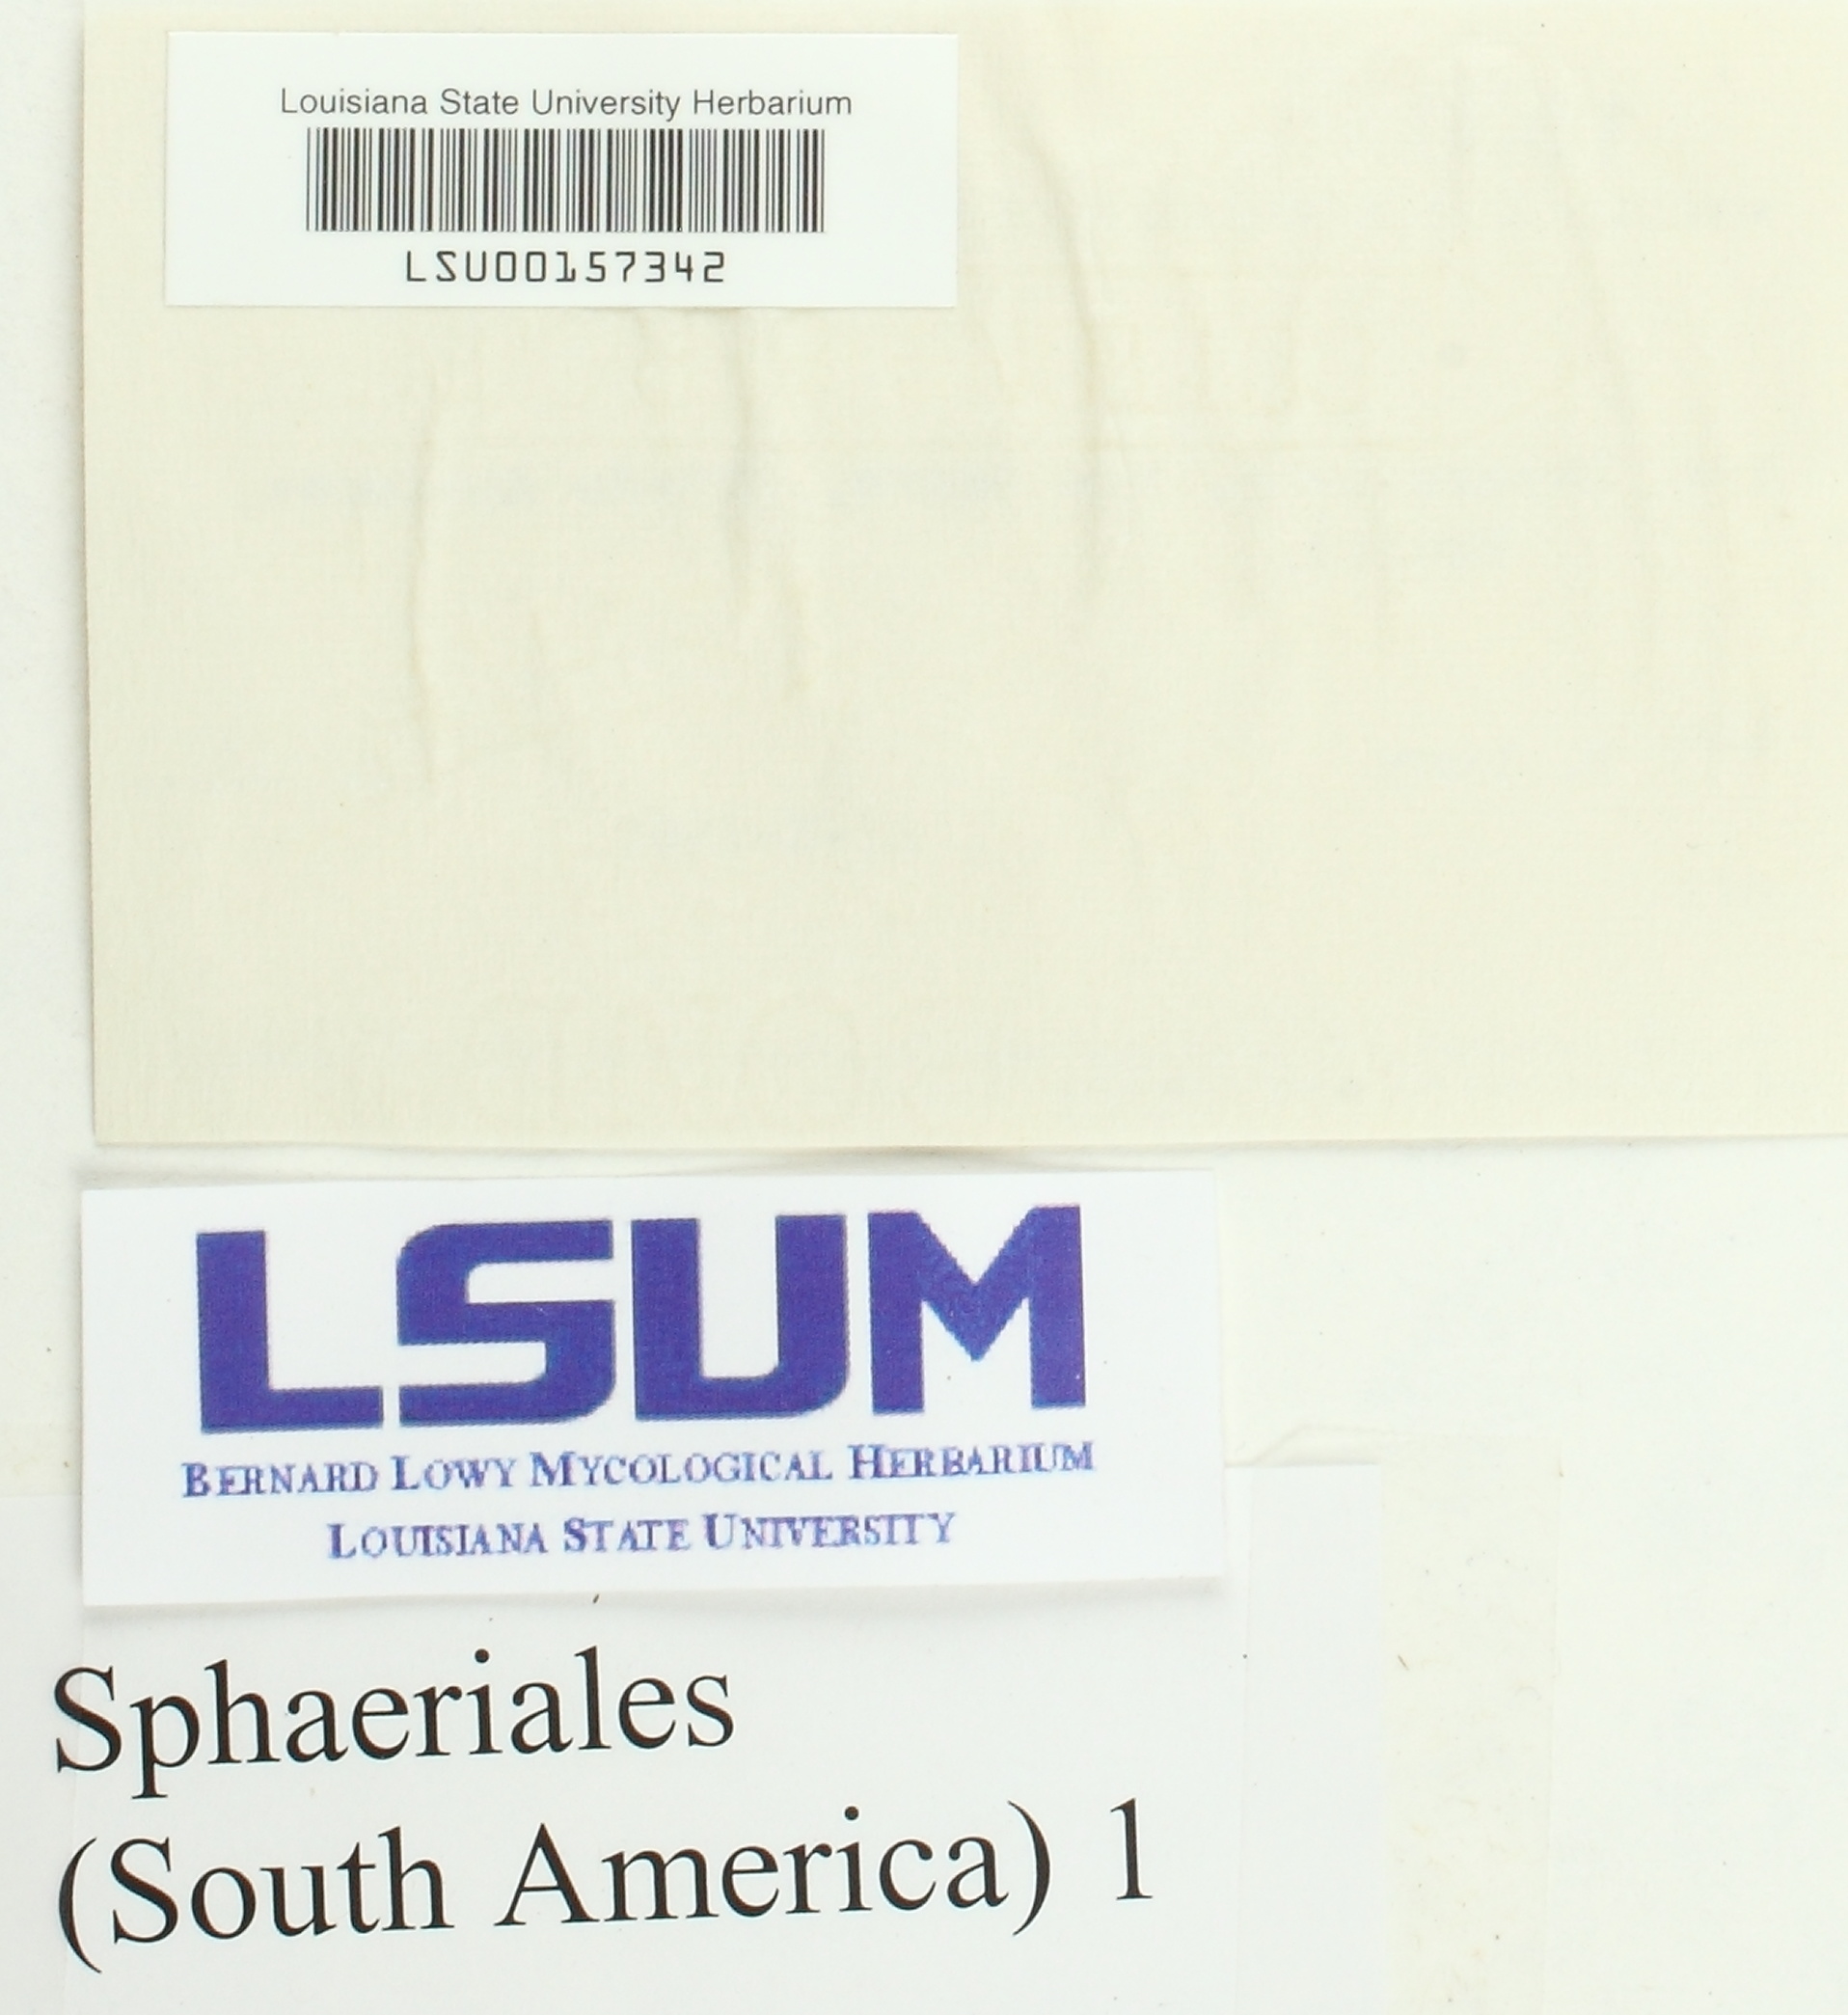 Louisiana State University Herbarium
LSU00157342
LSUM
BERNARD LOWY MYCOLOGICAL HERBARIUM
LOUISIANA STATE UNIVERSITY
Sphaeriales
(South America) 1